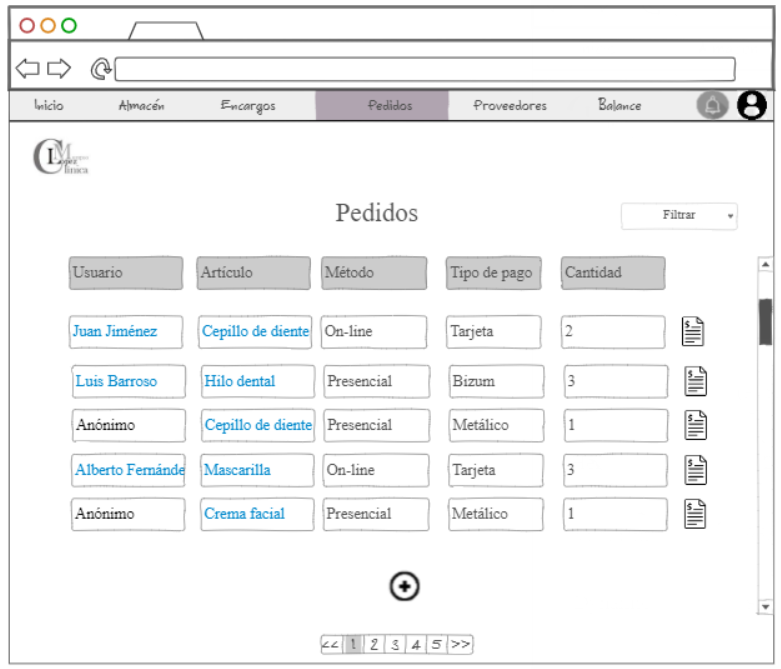 Inicio Almacén Encargos Pedidos Proveedores Balance
CLM
López
línica
Pedidos
Filtrar
Usuario Artículo Método Tipo de pago Cantidad
Juan Jiménez Cepillo de diente On-line Tarjeta 2
Luis Barroso Hilo dental Presencial Bizum 3
Anónimo Cepillo de diente Presencial Metálico 1
Alberto Fernánde Mascarilla On-line Tarjeta 3
Anónimo Crema facial Presencial Metálico 1
<< 1 2 3 4 5 >>